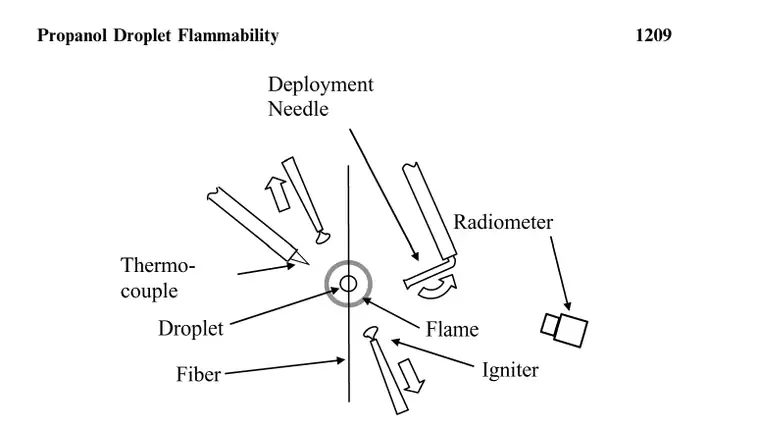 Propanol Droplet Flammability 1209
Deployment
Needle
Radiometer
Thermo-
couple
Droplet
Flame
Fiber
Igniter